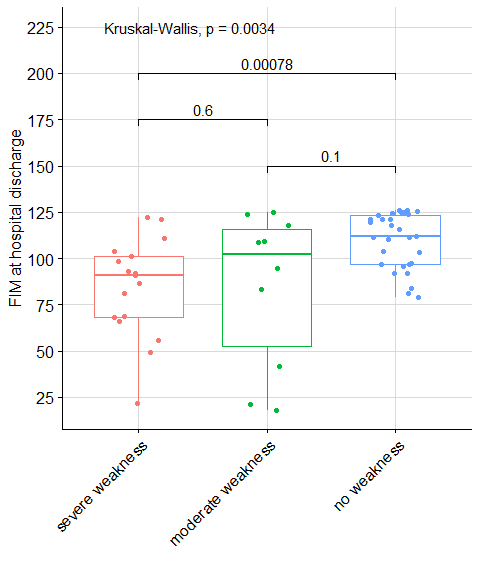 Kruskal-Wallis, p = 0.0034
225
200
175
150
125
100
75
50
25
0.00078
0.6
0.1
FIM at hospital discharge
severe weakness
moderate weakness
no weakness